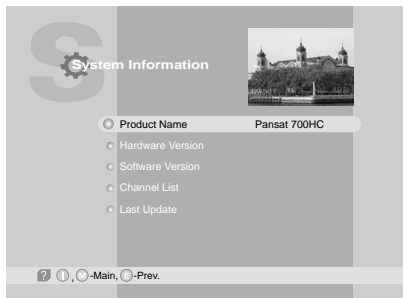 S
System Information
Product Name Pansat 700HC
Hardware Version
Software Version
Channel List
Last Update
? I , M -Main, E -Prev.